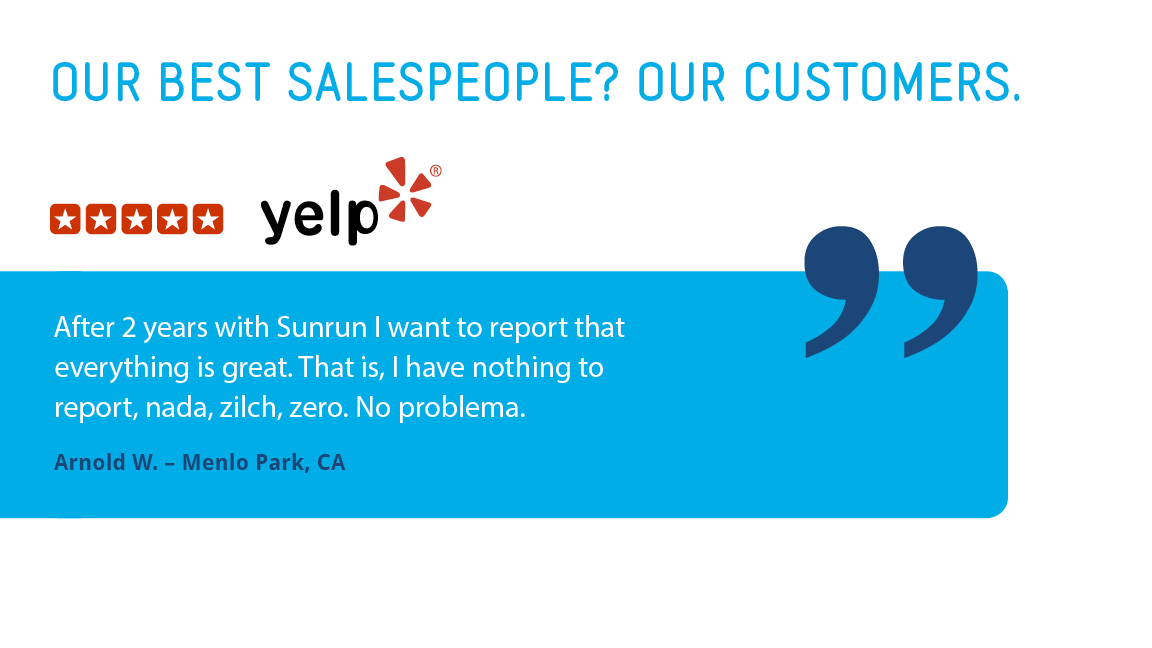 OUR BEST SALESPEOPLE? OUR CUSTOMERS.
yelp®
After 2 years with Sunrun I want to report that
everything is great. That is, I have nothing to
report, nada, zilch, zero. No problema.
Arnold W. – Menlo Park, CA